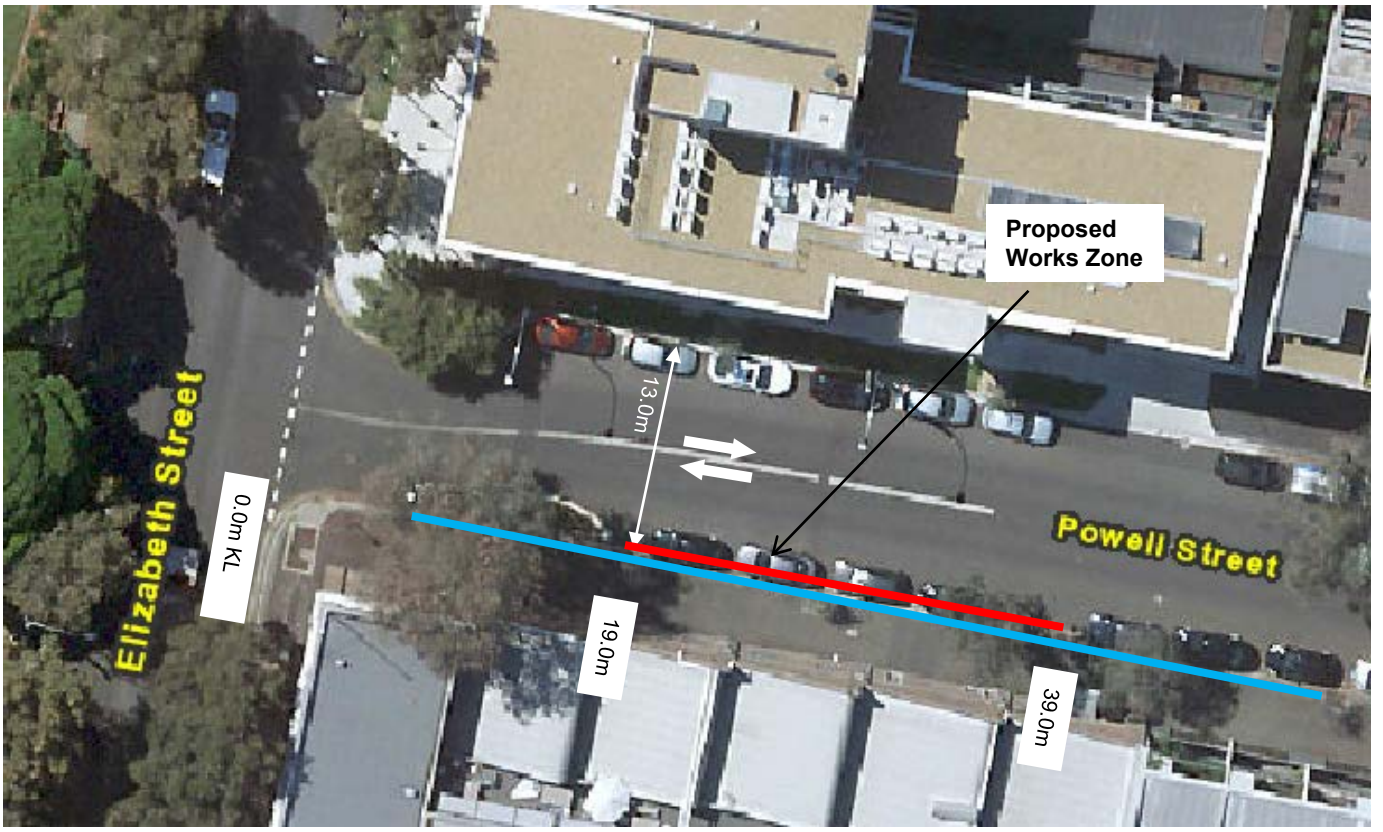 Proposed
Works Zone
13.0m
Powell Street
Elizabeth Street
0.0m KL
19.0m
39.0m